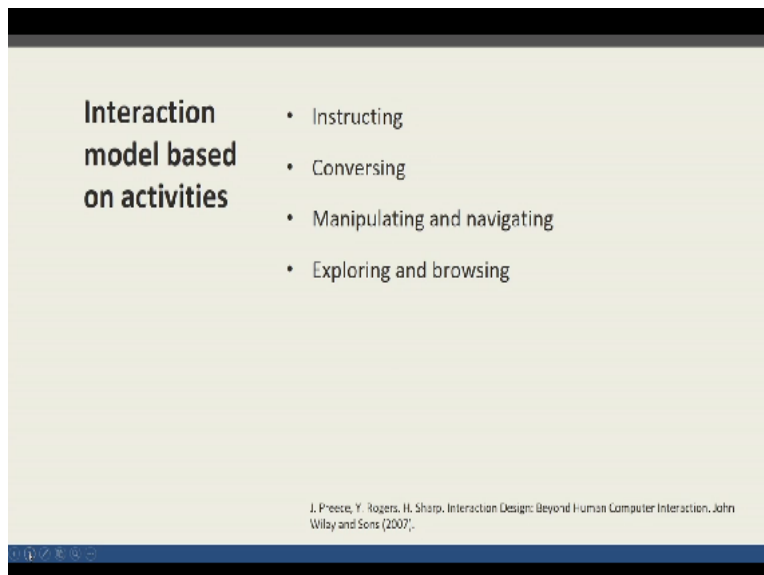 Interaction
model based
on activities
• Instructing
• Conversing
• Manipulating and navigating
• Exploring and browsing
J. Preece, Y. Rogers, H. Sharp, Interaction Design: Beyond Human Computer Interaction. John
Wilay and Sons (2007).